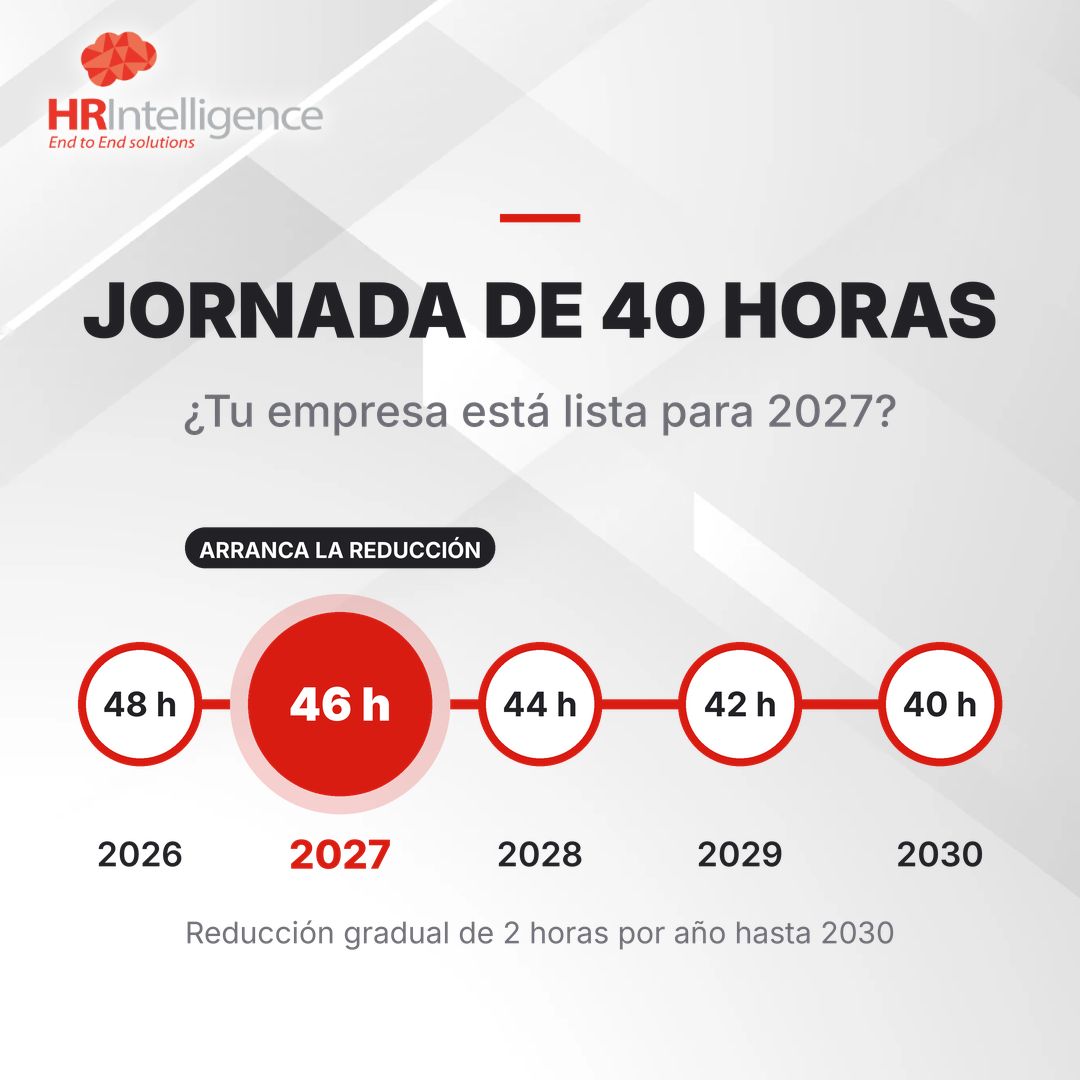 HRIntelligence
End to End solutions
JORNADA DE 40 HORAS
¿Tu empresa está lista para 2027?
ARRANCA LA REDUCCIÓN
48 h 46 h 44 h 42 h 40 h
2026 2027 2028 2029 2030
Reducción gradual de 2 horas por año hasta 2030